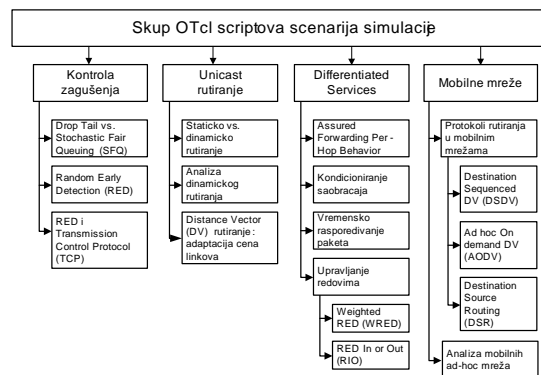 Skup OTcl scriptova scenarija simulacije
Kontrola
zagušenja
Drop Tail vs.
Stochastic Fair
Queuing (SFQ)
Random Early
Detection (RED)
RED i
Transmission
Control Protocol
(TCP)
Unicast
rutiranje
Staticko vs.
dinamicko
rutiranje
Analiza
dinamickog
rutiranja
Distance Vector
(DV) rutiranje :
adaptacija cena
linkova
Differentiated
Services
Assured
Forwarding Per -
Hop Behavior
Kondicioniranje
saobracaja
Vremensko
rasporedivanje
paketa
Upravljanje
redovima
Weighted
RED (WRED)
RED In or Out
(RIO)
Mobilne mreže
Protokoli rutiranja
u mobilnim
mrežama
Destination
Sequenced
DV (DSDV)
Ad hoc On
demand DV
(AODV)
Destination
Source
Routing
(DSR)
Analiza mobilnih
ad-hoc mreža